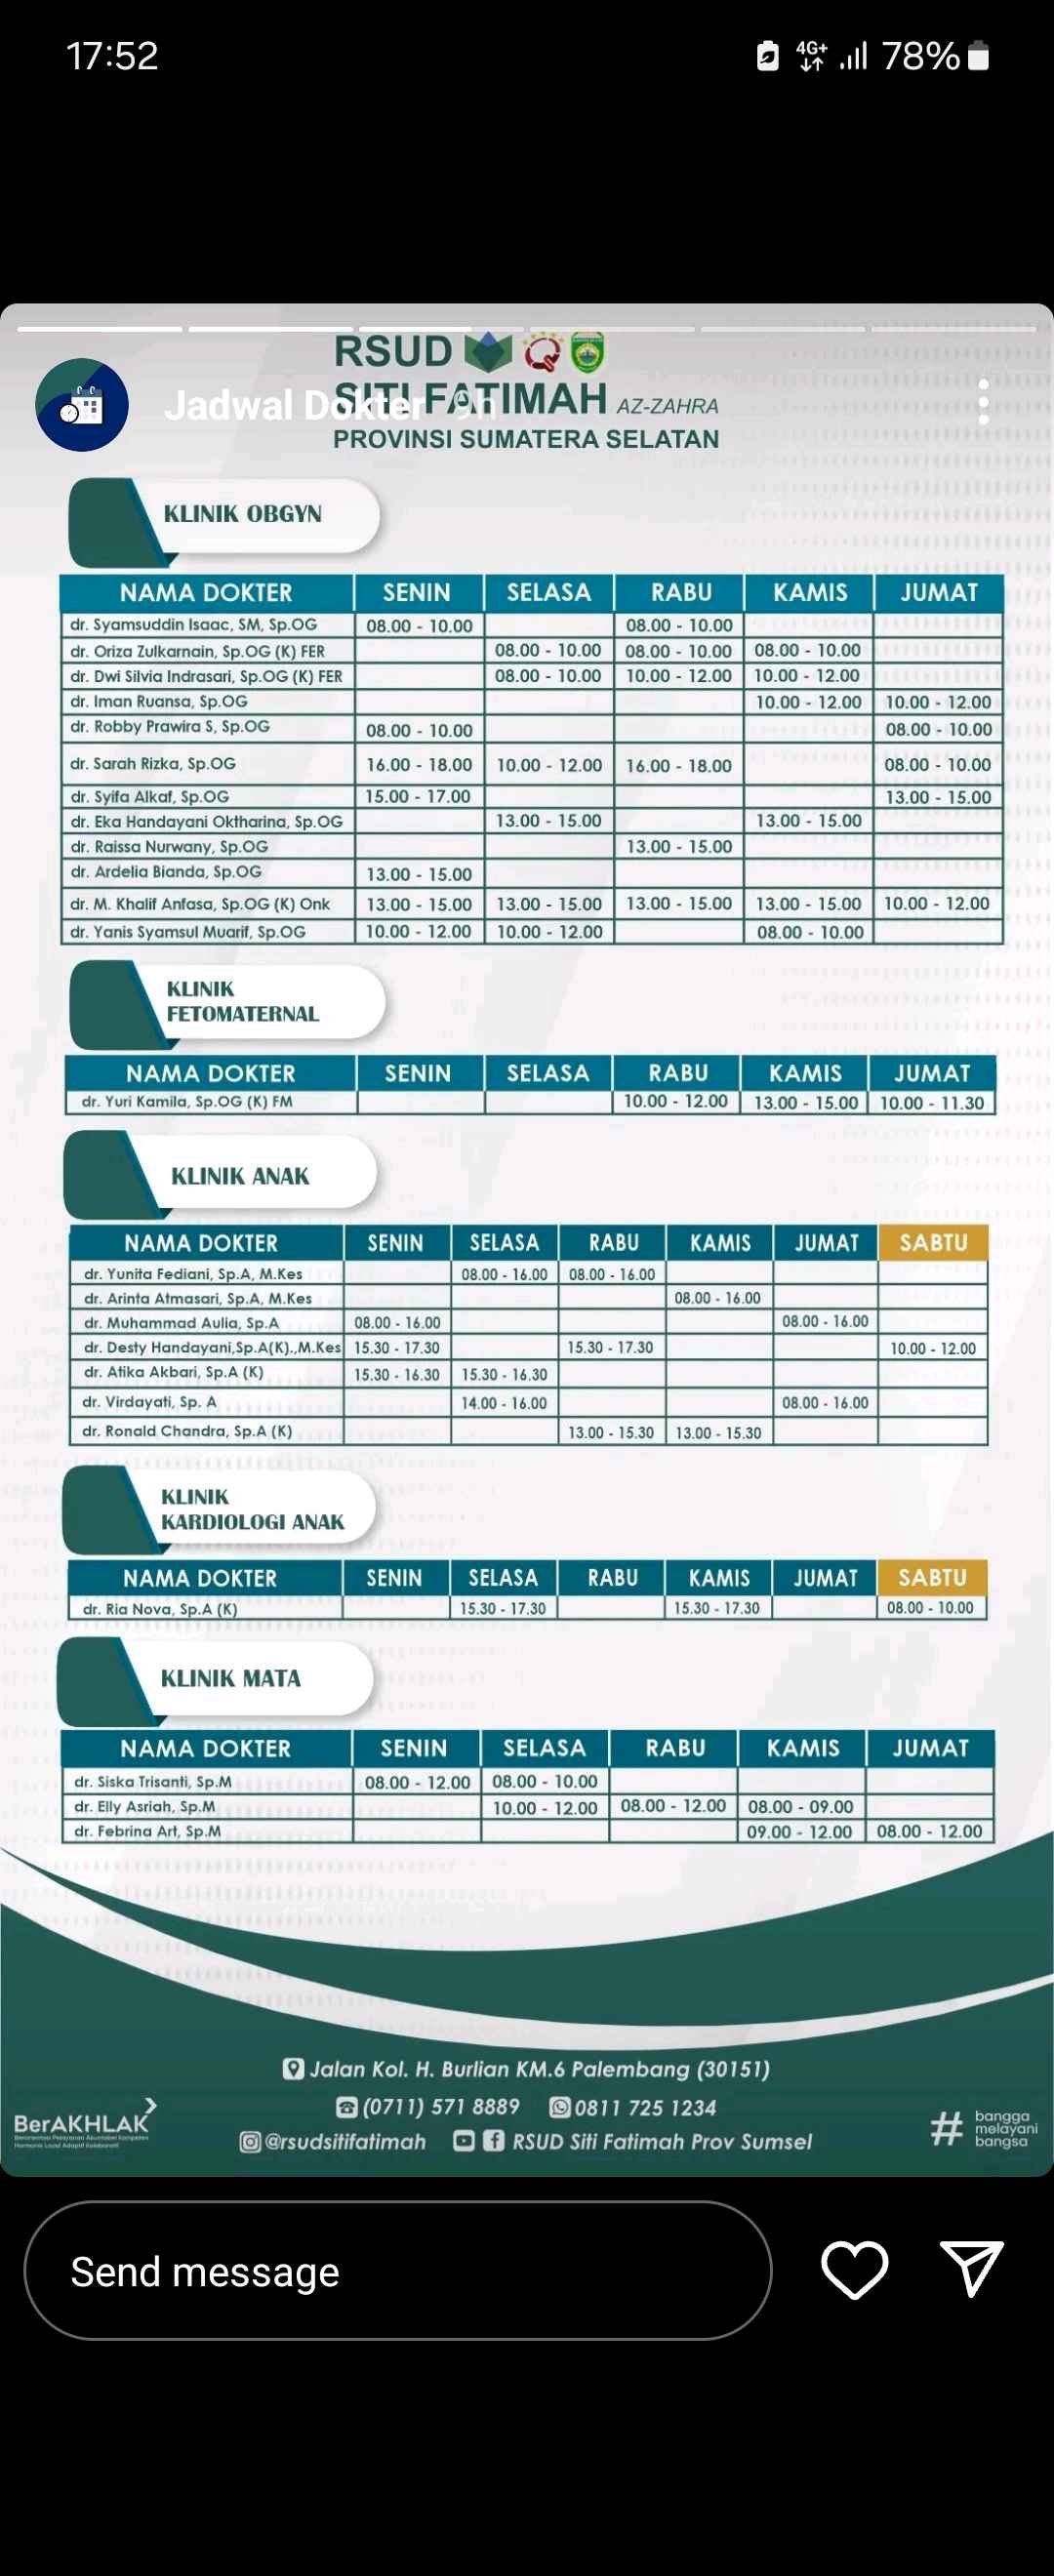 17:52 4G+ 78%
RSUD
SITI FATIMAH AZ-ZAHRA
Jadwal Dokter 9h
PROVINSI SUMATERA SELATAN
KLINIK OBGYN
NAMA DOKTER SENIN SELASA RABU KAMIS JUMAT
dr. Syamsuddin Isaac, SM, Sp.OG 08.00 - 10.00 08.00 - 10.00
dr. Oriza Zulkarnain, Sp.OG (K) FER 08.00 - 10.00 08.00 - 10.00 08.00 - 10.00
dr. Dwi Silvia Indrasari, Sp.OG (K) FER 08.00 - 10.00 10.00 - 12.00 10.00 - 12.00
dr. Iman Ruansa, Sp.OG 10.00 - 12.00 10.00 - 12.00
dr. Robby Prawira S, Sp.OG 08.00 - 10.00 08.00 - 10.00
dr. Sarah Rizka, Sp.OG 16.00 - 18.00 10.00 - 12.00 16.00 - 18.00 08.00 - 10.00
dr. Syifa Alkaf, Sp.OG 15.00 - 17.00 13.00 - 15.00
dr. Eka Handayani Oktharina, Sp.OG 13.00 - 15.00 13.00 - 15.00
dr. Raissa Nurwany, Sp.OG 13.00 - 15.00
dr. Ardelia Bianda, Sp.OG 13.00 - 15.00
dr. M. Khalif Anfasa, Sp.OG (K) Onk 13.00 - 15.00 13.00 - 15.00 13.00 - 15.00 13.00 - 15.00 10.00 - 12.00
dr. Yanis Syamsul Muarif, Sp.OG 10.00 - 12.00 10.00 - 12.00 08.00 - 10.00
KLINIK
FETOMATERNAL
NAMA DOKTER SENIN SELASA RABU KAMIS JUMAT
dr. Yuri Kamila, Sp.OG (K) FM 10.00 - 12.00 13.00 - 15.00 10.00 - 11.30
KLINIK ANAK
NAMA DOKTER SENIN SELASA RABU KAMIS JUMAT SABTU
dr. Yunita Fediani, Sp.A, M.Kes 08.00 - 16.00 08.00 - 16.00
dr. Arinta Atmasari, Sp.A, M.Kes 08.00 - 16.00
dr. Muhammad Aulia, Sp.A 08.00 - 16.00 08.00 - 16.00
dr. Desty Handayani,Sp.A(K).,M.Kes 15.30 - 17.30 15.30 - 17.30 10.00 - 12.00
dr. Atika Akbari, Sp.A (K) 15.30 - 16.30 15.30 - 16.30
dr. Virdayati, Sp. A 14.00 - 16.00 08.00 - 16.00
dr. Ronald Chandra, Sp.A (K) 13.00 - 15.30 13.00 - 15.30
KLINIK
KARDIOLOGI ANAK
NAMA DOKTER SENIN SELASA RABU KAMIS JUMAT SABTU
dr. Ria Nova, Sp.A (K) 15.30 - 17.30 15.30 - 17.30 08.00 - 10.00
KLINIK MATA
NAMA DOKTER SENIN SELASA RABU KAMIS JUMAT
dr. Siska Trisanti, Sp.M 08.00 - 12.00 08.00 - 10.00
dr. Elly Asriah, Sp.M 10.00 - 12.00 08.00 - 12.00 08.00 - 09.00
dr. Febrina Art, Sp.M 09.00 - 12.00 08.00 - 12.00
Jalan Kol. H. Burlian KM.6 Palembang (30151)
(0711) 571 8889 0811 725 1234
@rsudsitifatimah RSUD Siti Fatimah Prov Sumsel
BerAKHLAK
# bangga
melayani
bangsa
Send message